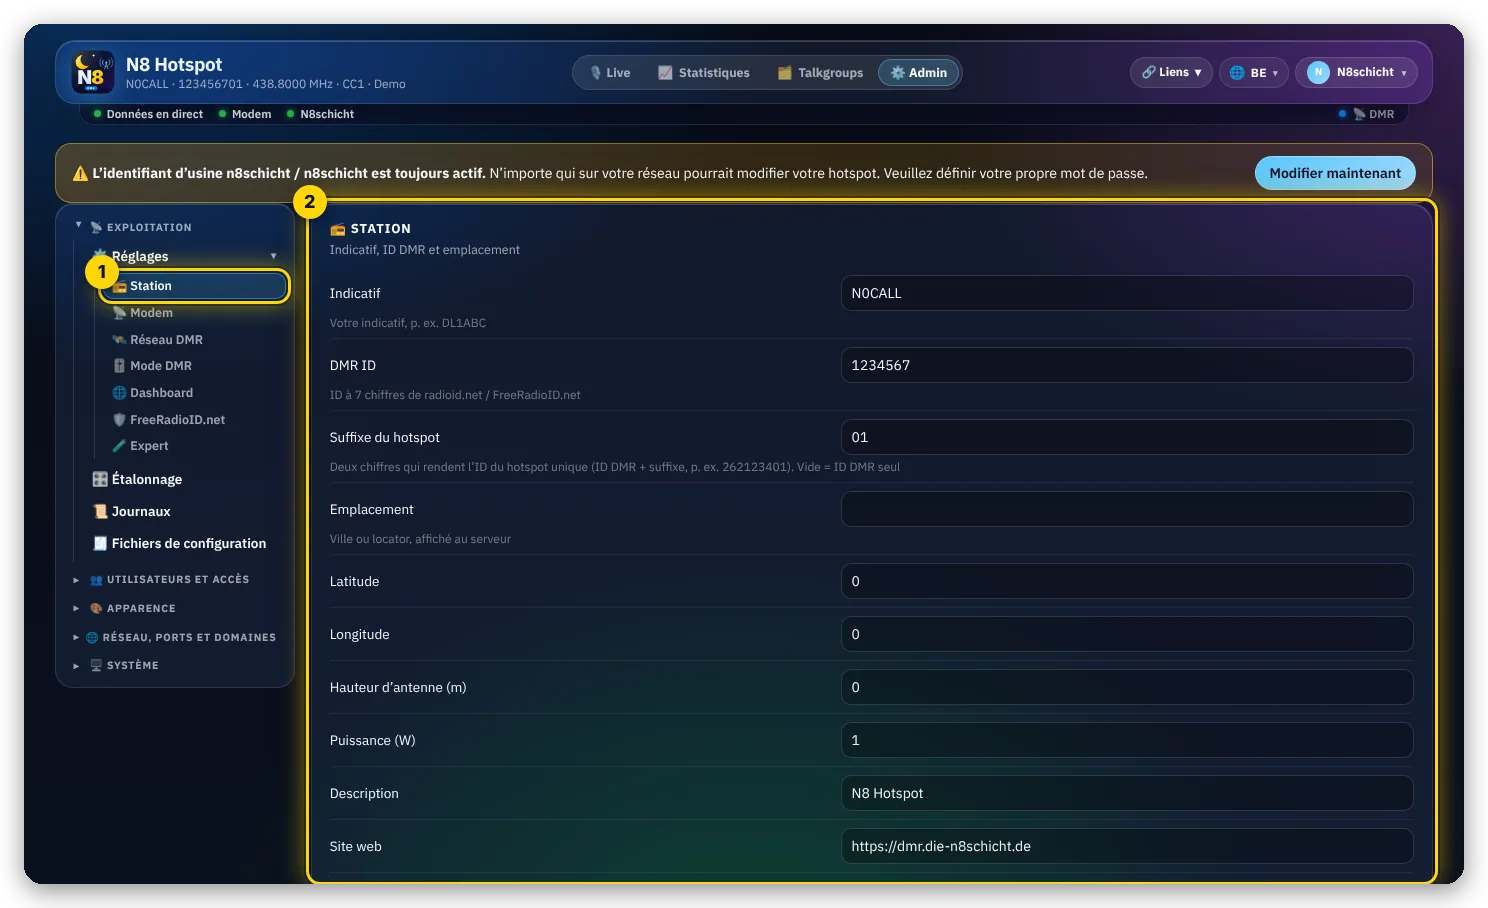 N8 Hotspot
N0CALL · 123456701 · 438.8000 MHz · CC1 · Demo
Live
Statistiques
Talkgroups
Admin
Liens
BE
N
N8schicht
N8
Données en direct
Modem
N8schicht
DMR
L’identifiant d’usine n8schicht / n8schicht est toujours actif. N’importe qui sur votre réseau pourrait modifier votre hotspot. Veuillez définir votre propre mot de passe.
Modifier maintenant
EXPLOITATION
Réglages
1
Station
Modem
Réseau DMR
Mode DMR
Dashboard
FreeRadioID.net
Expert
Étalonnage
Journaux
Fichiers de configuration
UTILISATEURS ET ACCÈS
APPARENCE
RÉSEAU, PORTS ET DOMAINES
SYSTÈME
2
STATION
Indicatif, ID DMR et emplacement
Indicatif
N0CALL
Votre indicatif, p. ex. DL1ABC
DMR ID
1234567
ID à 7 chiffres de radioid.net / FreeRadioID.net
Suffixe du hotspot
01
Deux chiffres qui rendent l’ID du hotspot unique (ID DMR + suffixe, p. ex. 262123401). Vide = ID DMR seul
Emplacement
Ville ou locator, affiché au serveur
Latitude
0
Longitude
0
Hauteur d’antenne (m)
0
Puissance (W)
1
Description
N8 Hotspot
Site web
https://dmr.die-n8schicht.de